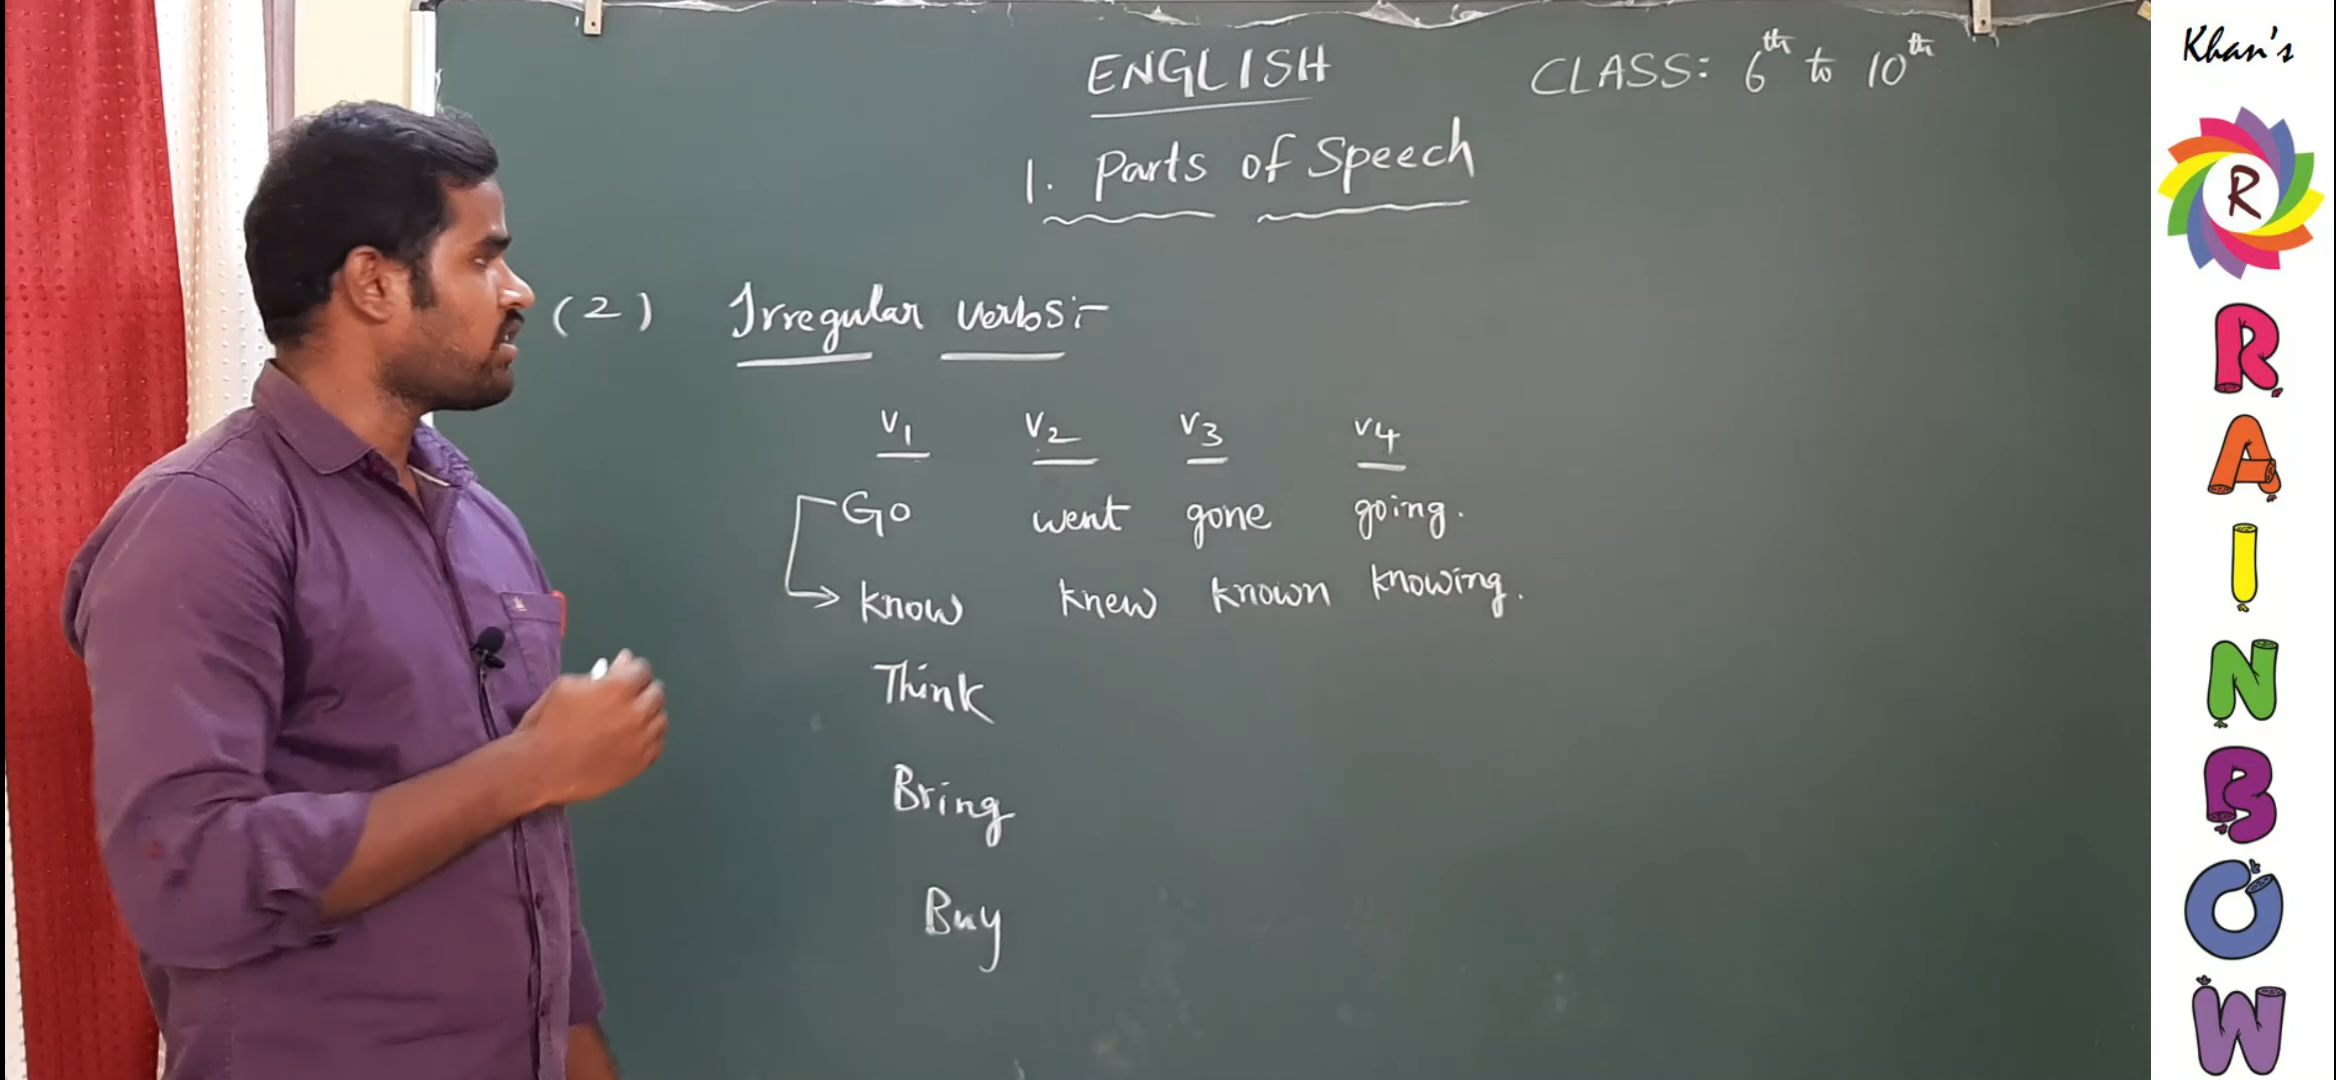 ENGLISH
CLASS: 6th to 10th
1. Parts of Speech
(2) Irregular verbs:-
V1 V2 V3 V4
Go went gone going.
know knew known knowing.
Think
Bring
Buy
Khan's
R
RAINBOW